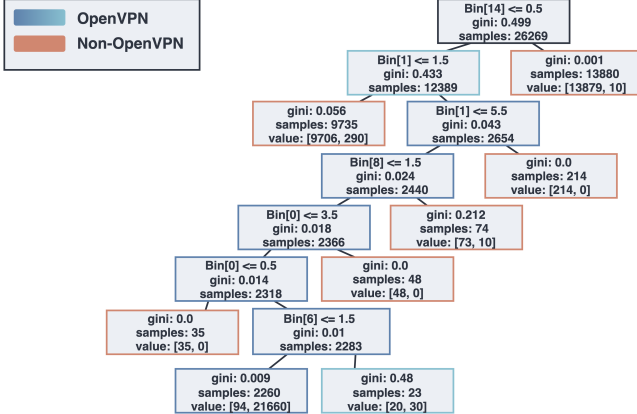 OpenVPN
Non-OpenVPN
Bin[14] <= 0.5
gini: 0.499
samples: 26269
Bin[1] <= 1.5
gini: 0.433
samples: 12389
gini: 0.001
samples: 13880
value: [13879, 10]
gini: 0.056
samples: 9735
value: [9706, 290]
Bin[1] <= 5.5
gini: 0.043
samples: 2654
Bin[8] <= 1.5
gini: 0.024
samples: 2440
gini: 0.0
samples: 214
value: [214, 0]
Bin[0] <= 3.5
gini: 0.018
samples: 2366
gini: 0.212
samples: 74
value: [73, 10]
Bin[0] <= 0.5
gini: 0.014
samples: 2318
gini: 0.0
samples: 48
value: [48, 0]
gini: 0.0
samples: 35
value: [35, 0]
Bin[6] <= 1.5
gini: 0.01
samples: 2283
gini: 0.009
samples: 2260
value: [94, 21660]
gini: 0.48
samples: 23
value: [20, 30]